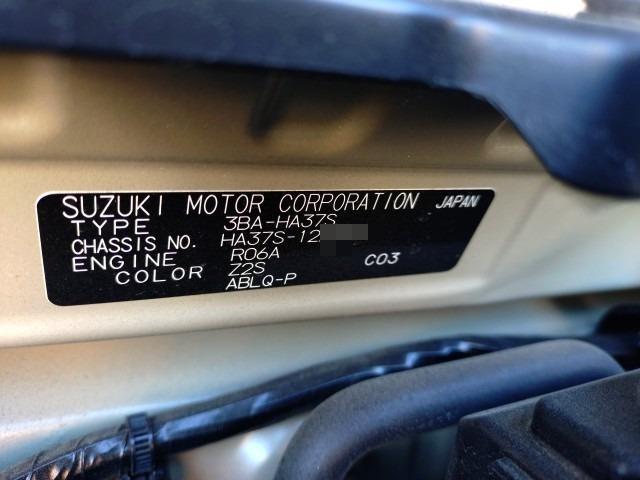 SUZUKI MOTOR CORPORATION JAPAN
TYPE 3BA-HA37S
CHASSIS NO. HA37S-12
ENGINE R06A C03
COLOR Z2S
ABLQ-P